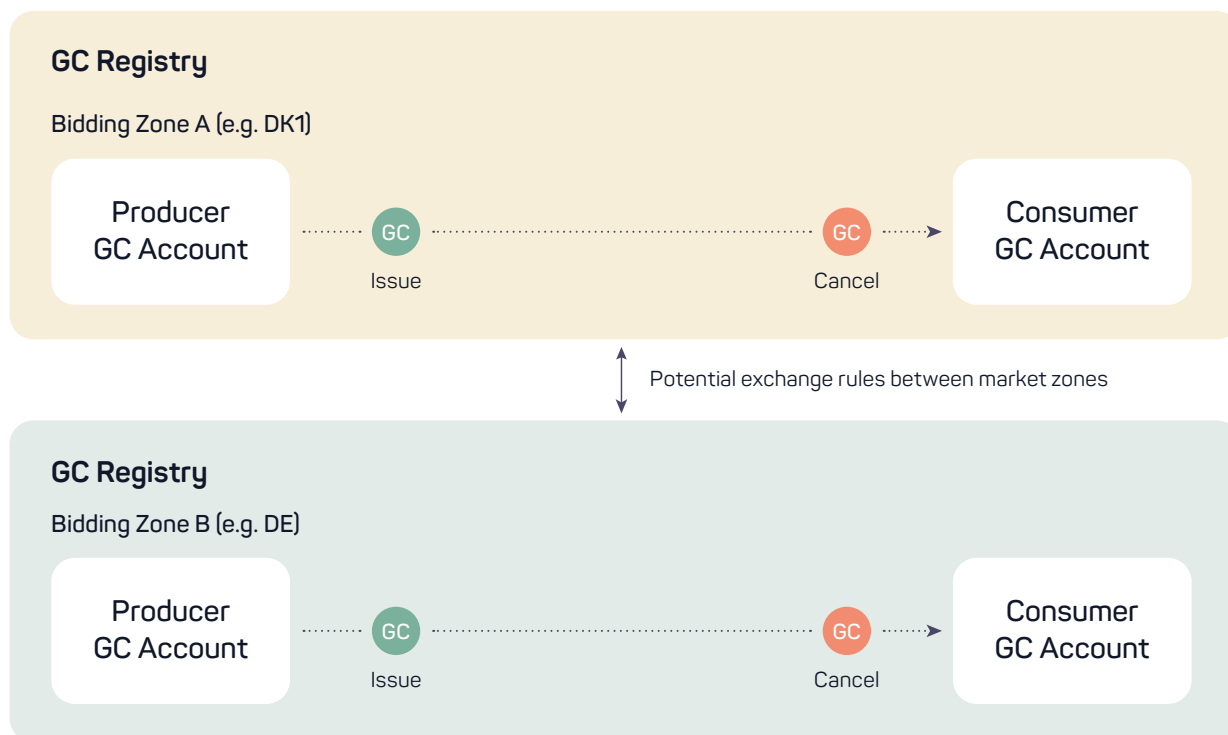 GC Registry
Bidding Zone A (e.g. DK1)
Producer
GC Account
GC
Issue
GC
Cancel
Consumer
GC Account
Potential exchange rules between market zones
GC Registry
Bidding Zone B (e.g. DE)
Producer
GC Account
GC
Issue
GC
Cancel
Consumer
GC Account